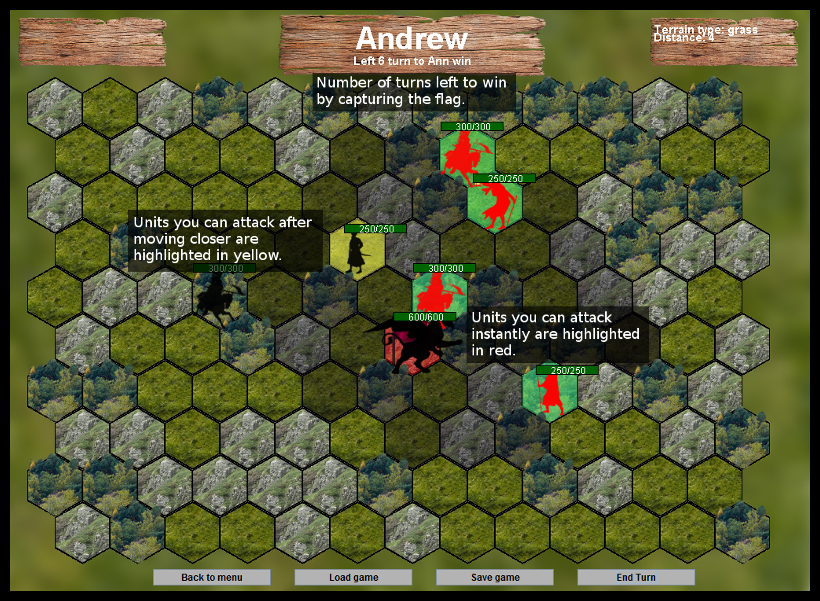 Andrew
Left 6 turn to Ann win
Terrain type: grass
Distance: 4
Number of turns left to win
by capturing the flag.
300/300
250/250
Units you can attack after
moving closer are
highlighted in yellow.
250/250
300/300
300/300
600/600
Units you can attack
instantly are highlighted
in red.
250/250
Back to menu
Load game
Save game
End Turn